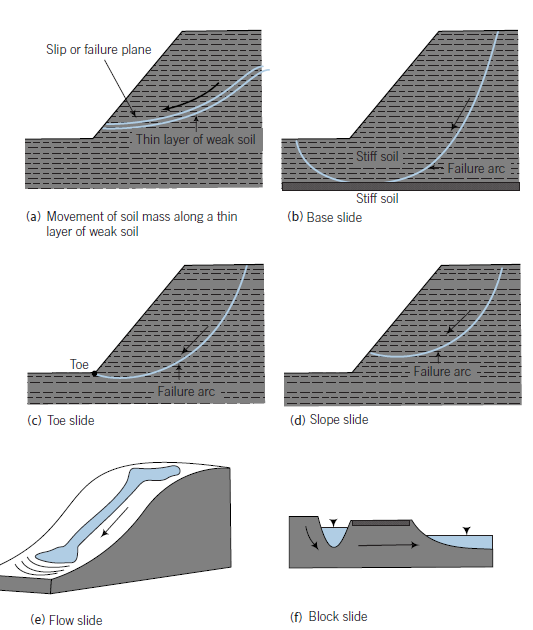 Slip or failure plane
Thin layer of weak soil
(a) Movement of soil mass along a thin
layer of weak soil
Stiff soil
Failure arc
Stiff soil
(b) Base slide
Toe
Failure arc
(c) Toe slide
Failure arc
(d) Slope slide
(e) Flow slide
(f) Block slide